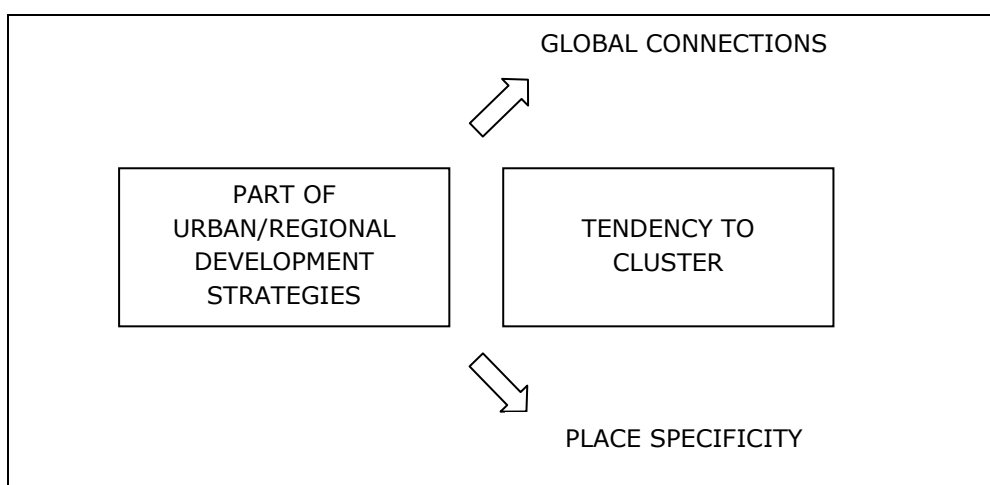 GLOBAL CONNECTIONS
PART OF
URBAN/REGIONAL
DEVELOPMENT
STRATEGIES
TENDENCY TO
CLUSTER
PLACE SPECIFICITY